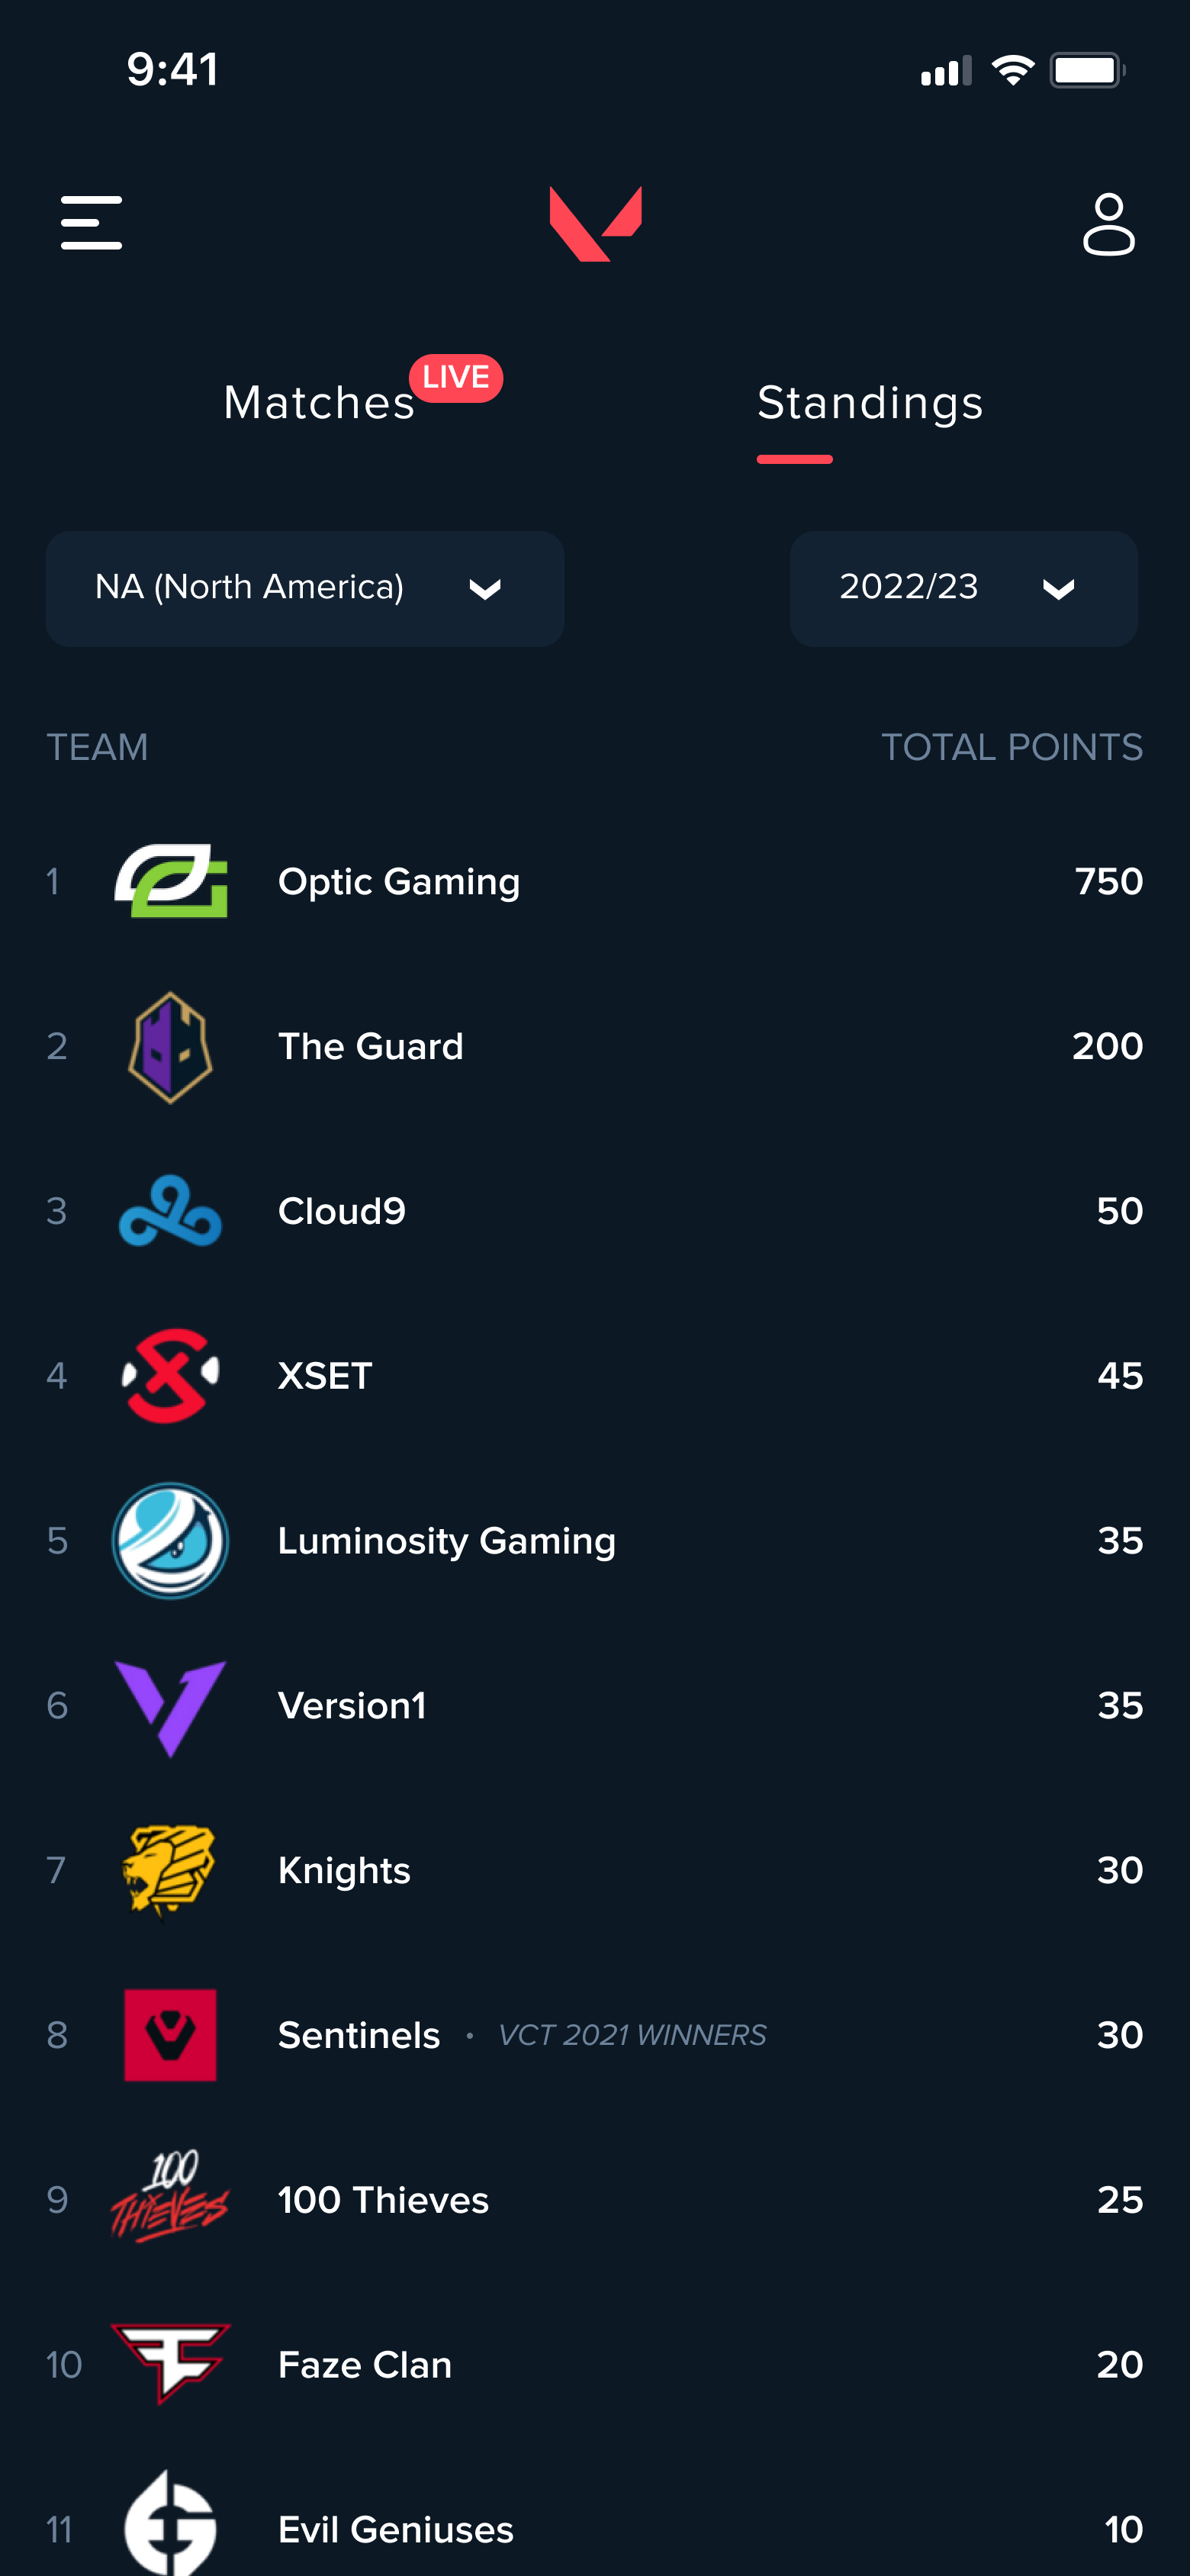 9:41
Matches LIVE
Standings
NA (North America)
2022/23
TEAM TOTAL POINTS
1 Optic Gaming 750
2 The Guard 200
3 Cloud9 50
4 XSET 45
5 Luminosity Gaming 35
6 Version1 35
7 Knights 30
8 Sentinels • VCT 2021 WINNERS 30
9 100 THIEVES 100 Thieves 25
10 Faze Clan 20
11 Evil Geniuses 10